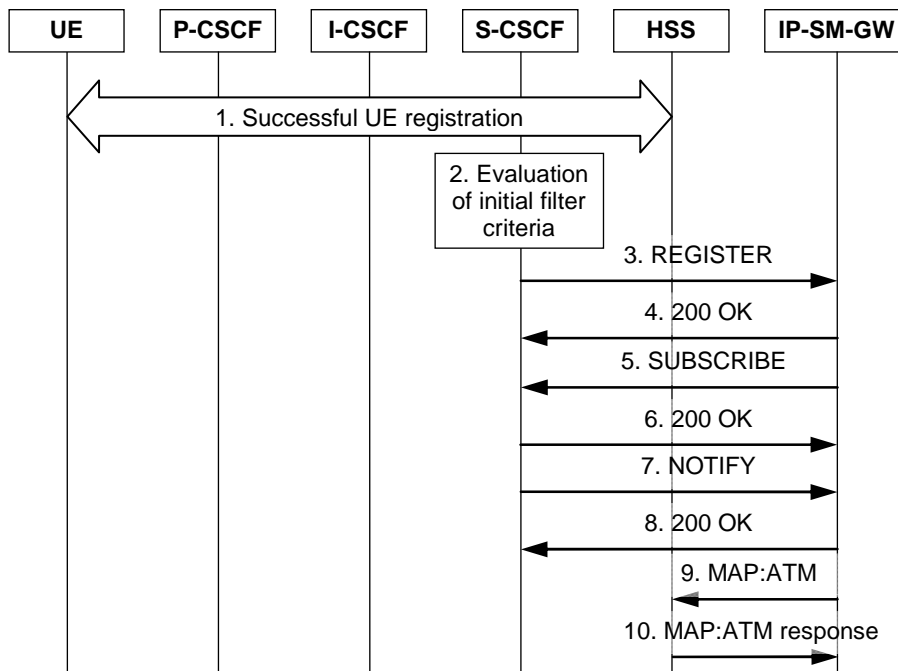 UE P-CSCF I-CSCF S-CSCF HSS IP-SM-GW
1. Successful UE registration
2. Evaluation
of initial filter
criteria
3. REGISTER
4. 200 OK
5. SUBSCRIBE
6. 200 OK
7. NOTIFY
8. 200 OK
9. MAP:ATM
10. MAP:ATM response